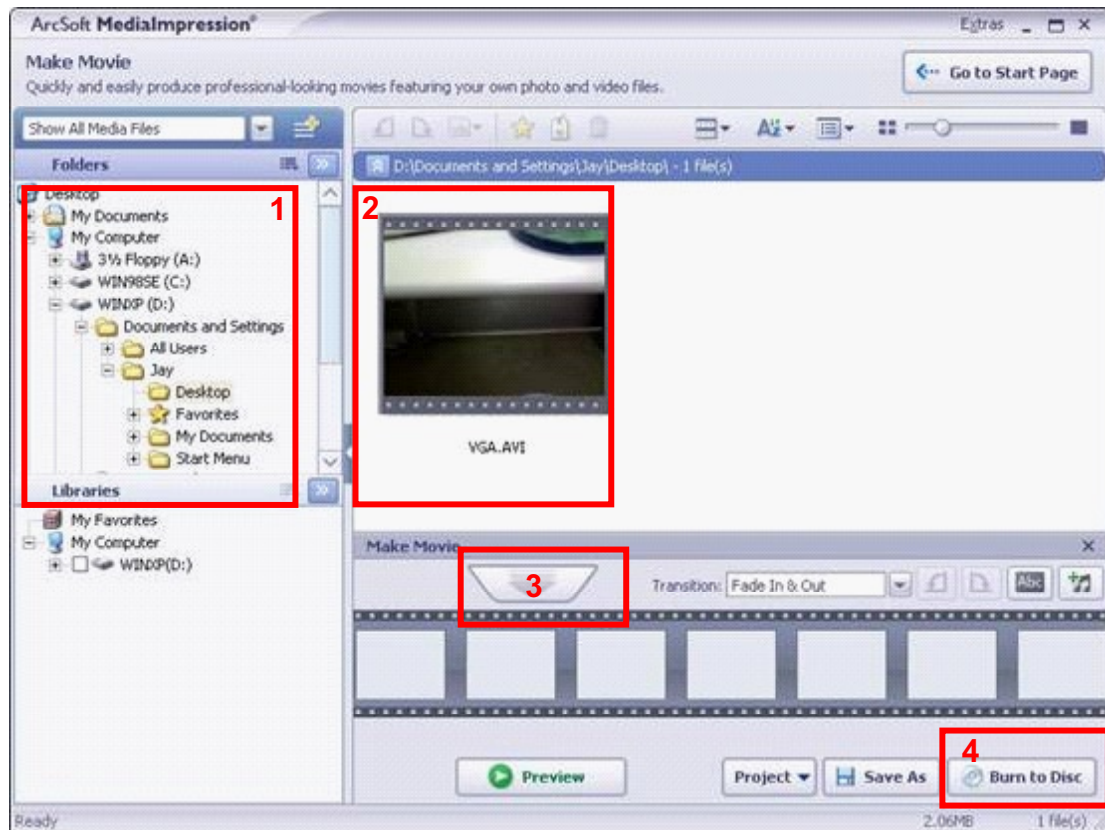 ArcSoft MediaImpression®
Extras
Make Movie
Quickly and easily produce professional-looking movies featuring your own photo and video files.
Go to Start Page
Show All Media Files
Folders
D:\Documents and Settings\Jay\Desktop\ - 1 file(s)
Desktop
1
My Documents
My Computer
3½ Floppy (A:)
WIN98SE (C:)
WINXP (D:)
Documents and Settings
All Users
Jay
Desktop
Favorites
My Documents
Start Menu
2
VGA.AVI
Libraries
My Favorites
My Computer
WINXP(D:)
Make Movie
3
Transition:
Fade In & Out
Abc
4
Preview
Project
Save As
Burn to Disc
Ready
2.06MB
1 file(s)